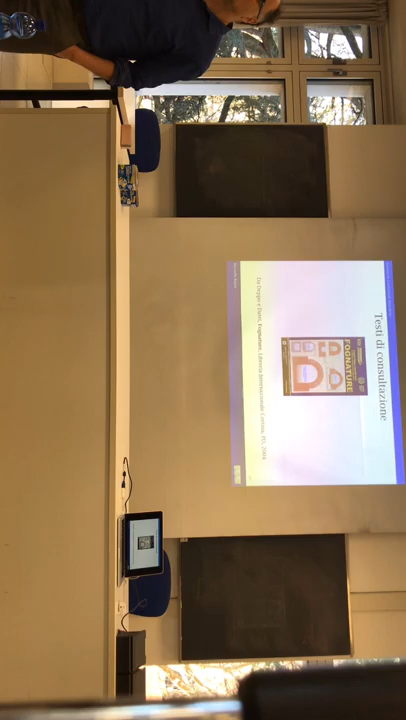 Testi di consultazione
FOGNATURE
Da Deppo e Datei, Fognature, Libreria Internazionale Cortina, PD, 2004